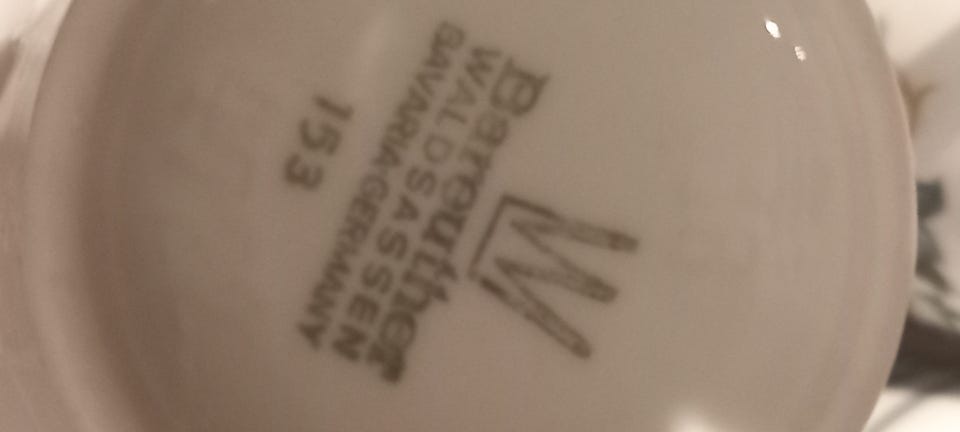 W
Bareuther
WALDSASSEN
BAVARIA·GERMANY
153